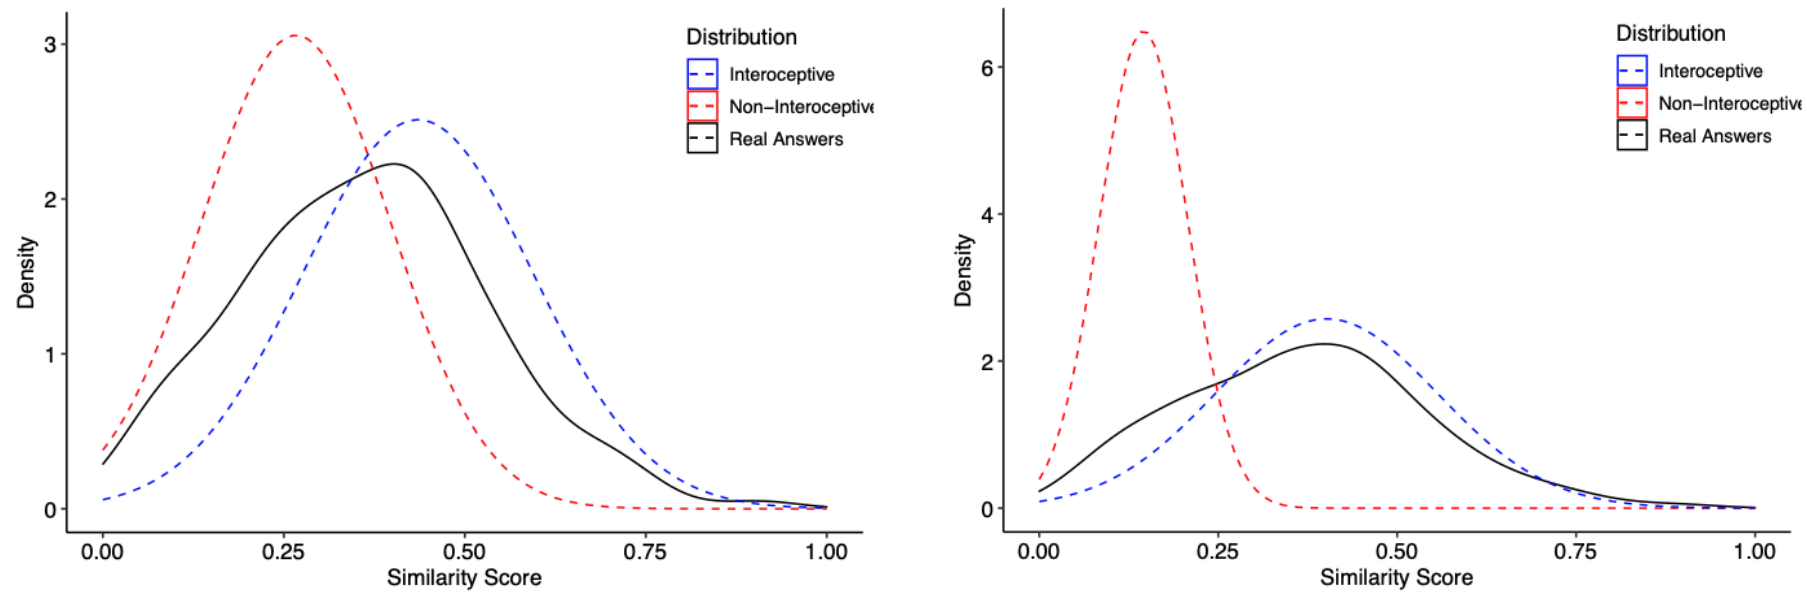 Distribution
Interoceptive
Non-Interoceptive
Real Answers
3
2
1
0
Density
0.00 0.25 0.50 0.75 1.00
Similarity Score
Distribution
Interoceptive
Non-Interoceptive
Real Answers
6
4
2
0
Density
0.00 0.25 0.50 0.75 1.00
Similarity Score